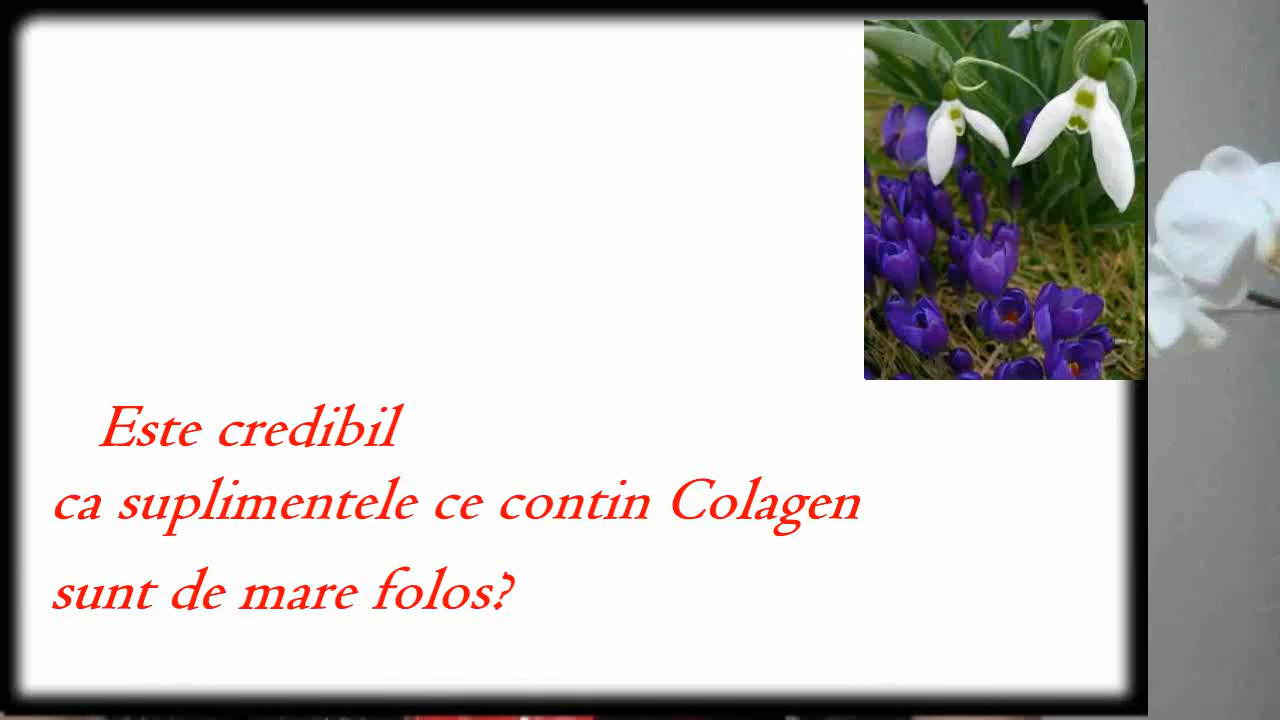 Este credibil
ca suplimentele ce contin Colagen
sunt de mare folos?